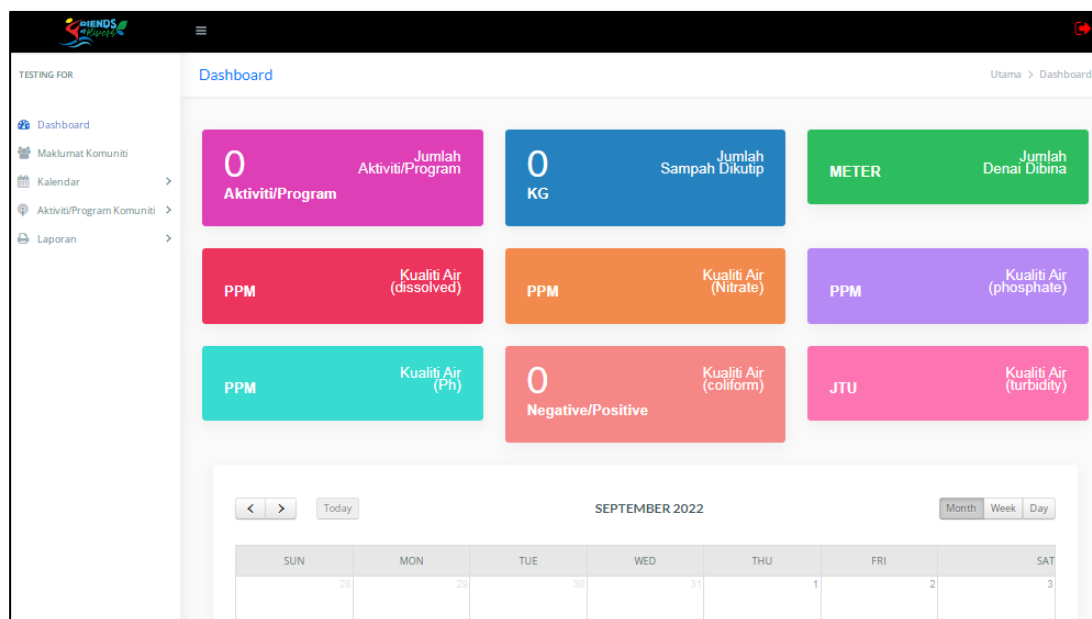 FRIENDS
of Rivers
TESTING FOR
Dashboard
Utama > Dashboard
Dashboard
Maklumat Komuniti
Kalendar
Aktiviti/Program Komuniti
Laporan
0
Jumlah
Aktiviti/Program
Aktiviti/Program
0
Jumlah
Sampah Dikutip
KG
METER
Jumlah
Denai Dibina
PPM
Kualiti Air
(dissolved)
PPM
Kualiti Air
(Nitrate)
PPM
Kualiti Air
(phosphate)
PPM
Kualiti Air
(Ph)
0
Kualiti Air
(coliform)
Negative/Positive
JTU
Kualiti Air
(turbidity)
Today
SEPTEMBER 2022
Month Week Day
SUN MON TUE WED THU FRI SAT
28 29 30 31 1 2 3